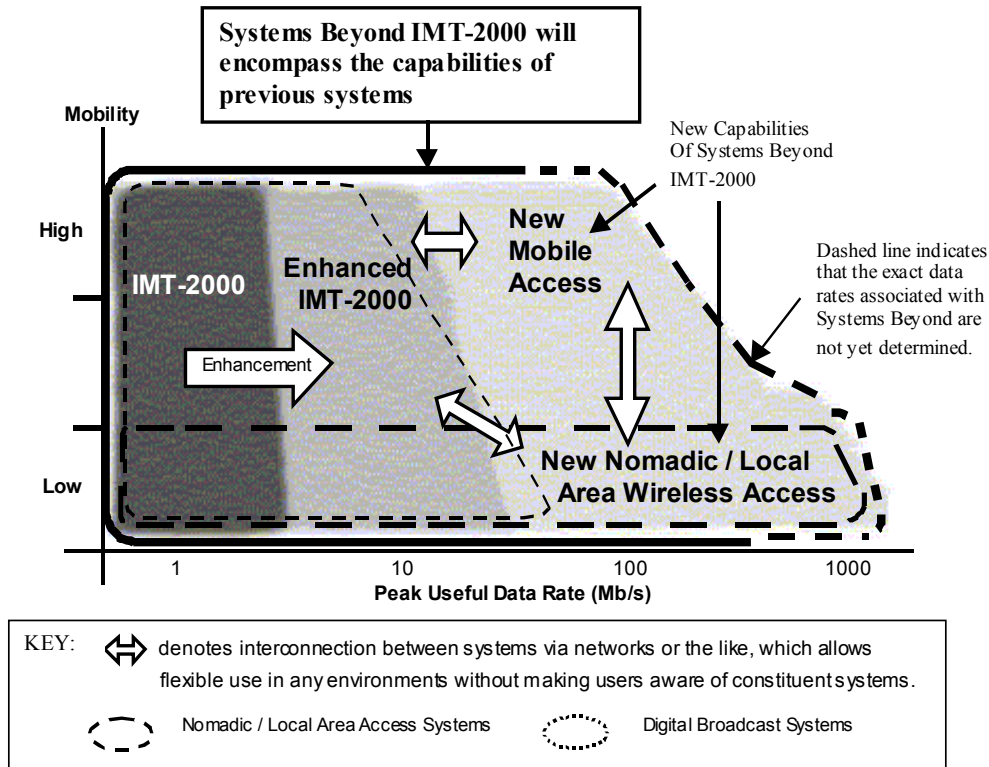 Systems Beyond IMT-2000 will
encompass the capabilities of
previous systems
Mobility
New Capabilities
Of Systems Beyond
IMT-2000
High
New
Mobile
Access
Dashed line indicates
that the exact data
rates associated with
Systems Beyond are
not yet determined.
IMT-2000
Enhanced
IMT-2000
Enhancement
Low
New Nomadic / Local
Area Wireless Access
1 10 100 1000
Peak Useful Data Rate (Mb/s)
KEY: denotes interconnection between systems via networks or the like, which allows
flexible use in any environments without making users aware of constituent systems.
Nomadic / Local Area Access Systems Digital Broadcast Systems